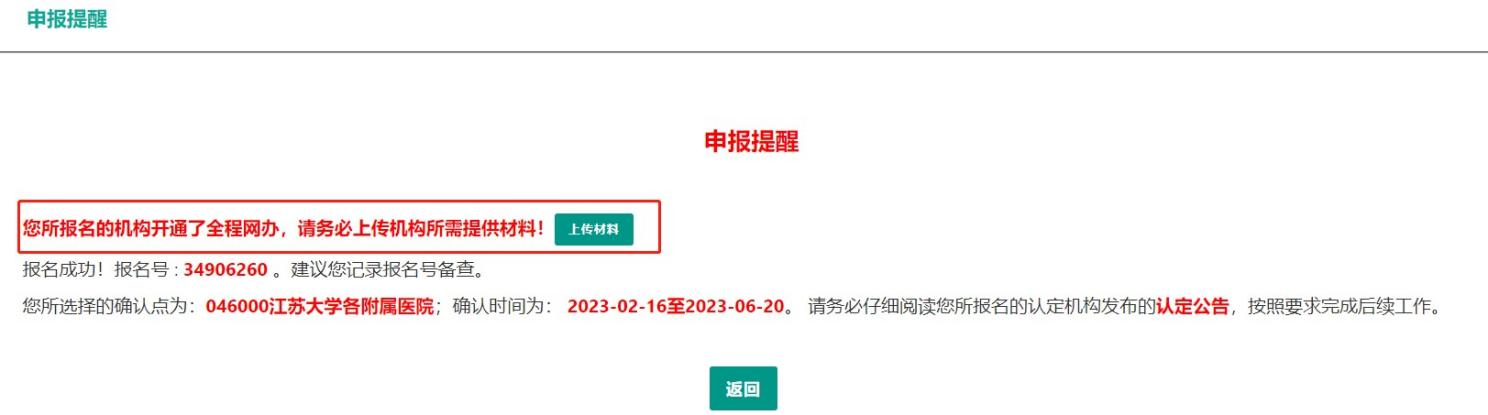 申报提醒
申报提醒
您所报名的机构开通了全程网办，请务必上传机构所需提供材料！ 上传材料
报名成功！报名号：34906260 。建议您记录报名号备查。
您所选择的确认点为：046000江苏大学各附属医院；确认时间为： 2023-02-16至2023-06-20。 请务必仔细阅读您所报名的认定机构发布的认定公告，按照要求完成后续工作。
返回